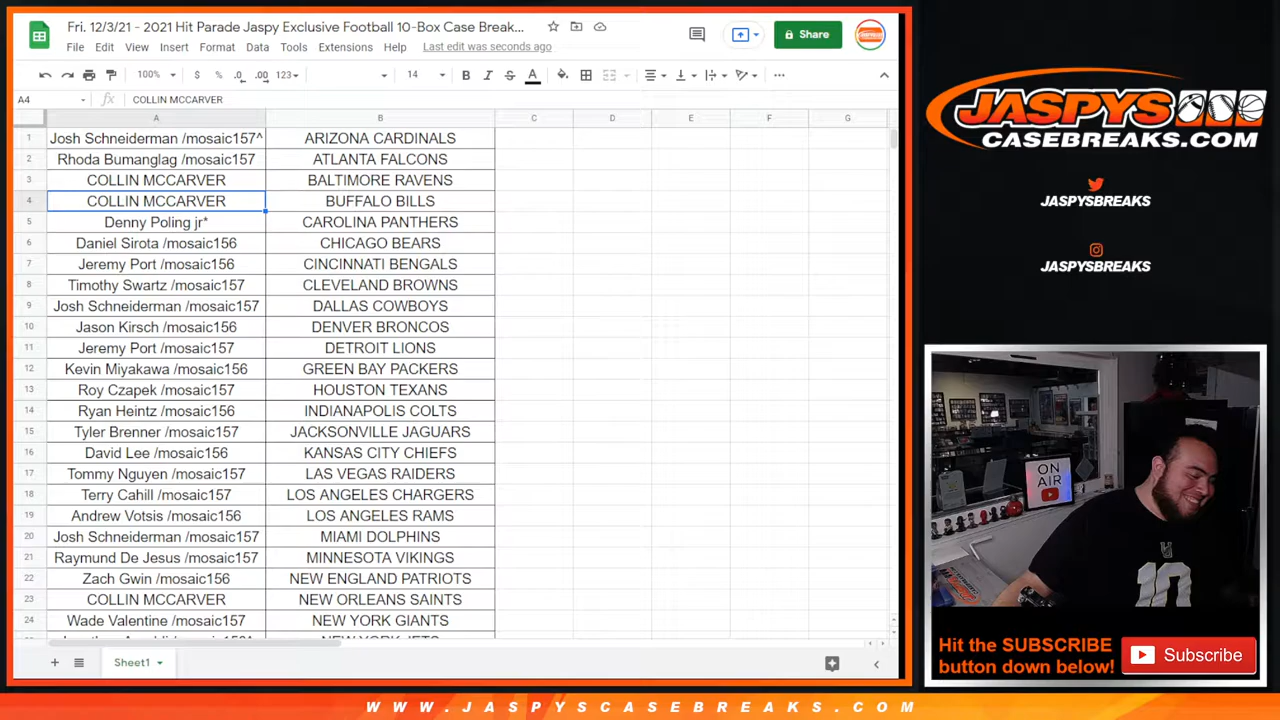 Fri. 12/3/21 - 2021 Hit Parade Jaspy Exclusive Football 10-Box Case Break...
Share
File Edit View Insert Format Data Tools Extensions Help Last edit was seconds ago
100% $ % .0 .00 123 14 B I S A
A4 fx COLLIN MCCARVER
A B C D E F G
1 Josh Schneiderman /mosaic157^ ARIZONA CARDINALS
2 Rhoda Bumanglag /mosaic157 ATLANTA FALCONS
3 COLLIN MCCARVER BALTIMORE RAVENS
4 COLLIN MCCARVER BUFFALO BILLS
5 Denny Poling jr* CAROLINA PANTHERS
6 Daniel Sirota /mosaic156 CHICAGO BEARS
7 Jeremy Port /mosaic156 CINCINNATI BENGALS
8 Timothy Swartz /mosaic157 CLEVELAND BROWNS
9 Josh Schneiderman /mosaic157 DALLAS COWBOYS
10 Jason Kirsch /mosaic156 DENVER BRONCOS
11 Jeremy Port /mosaic157 DETROIT LIONS
12 Kevin Miyakawa /mosaic156 GREEN BAY PACKERS
13 Roy Czapek /mosaic157 HOUSTON TEXANS
14 Ryan Heintz /mosaic156 INDIANAPOLIS COLTS
15 Tyler Brenner /mosaic157 JACKSONVILLE JAGUARS
16 David Lee /mosaic156 KANSAS CITY CHIEFS
17 Tommy Nguyen /mosaic157 LAS VEGAS RAIDERS
18 Terry Cahill /mosaic157 LOS ANGELES CHARGERS
19 Andrew Votsis /mosaic156 LOS ANGELES RAMS
20 Josh Schneiderman /mosaic157 MIAMI DOLPHINS
21 Raymund De Jesus /mosaic157 MINNESOTA VIKINGS
22 Zach Gwin /mosaic156 NEW ENGLAND PATRIOTS
23 COLLIN MCCARVER NEW ORLEANS SAINTS
24 Wade Valentine /mosaic157 NEW YORK GIANTS
NEW YORK JETS
Sheet1
JASPYS
CASEBREAKS.COM
JASPYSBREAKS
JASPYSBREAKS
ON
AIR
10
Hit the SUBSCRIBE
button down below!
Subscribe
WWW.JASPYSCASEBREAKS.COM